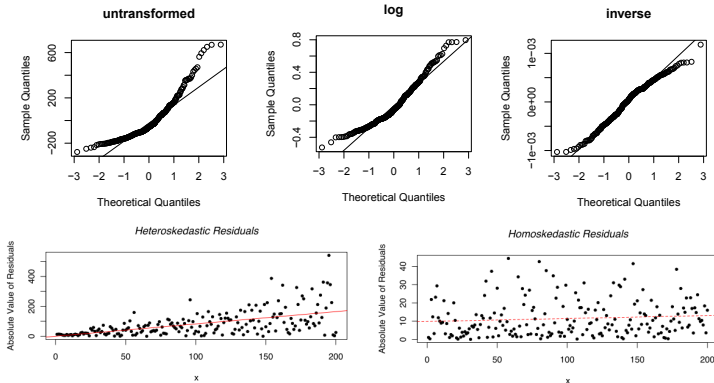 untransformed
log
inverse
Sample Quantiles
−200
200
600
−3 −2 −1 0 1 2 3
Theoretical Quantiles
Sample Quantiles
−0.4
0.0
0.4
0.8
−3 −2 −1 0 1 2 3
Theoretical Quantiles
Sample Quantiles
−1e−03
0e+00
1e−03
−3 −2 −1 0 1 2 3
Theoretical Quantiles
Heteroskedastic Residuals
Absolute Value of Residuals
0
200
400
0 50 100 150 200
x
Homoskedastic Residuals
Absolute Value of Residuals
0
10
20
30
40
0 50 100 150 200
x